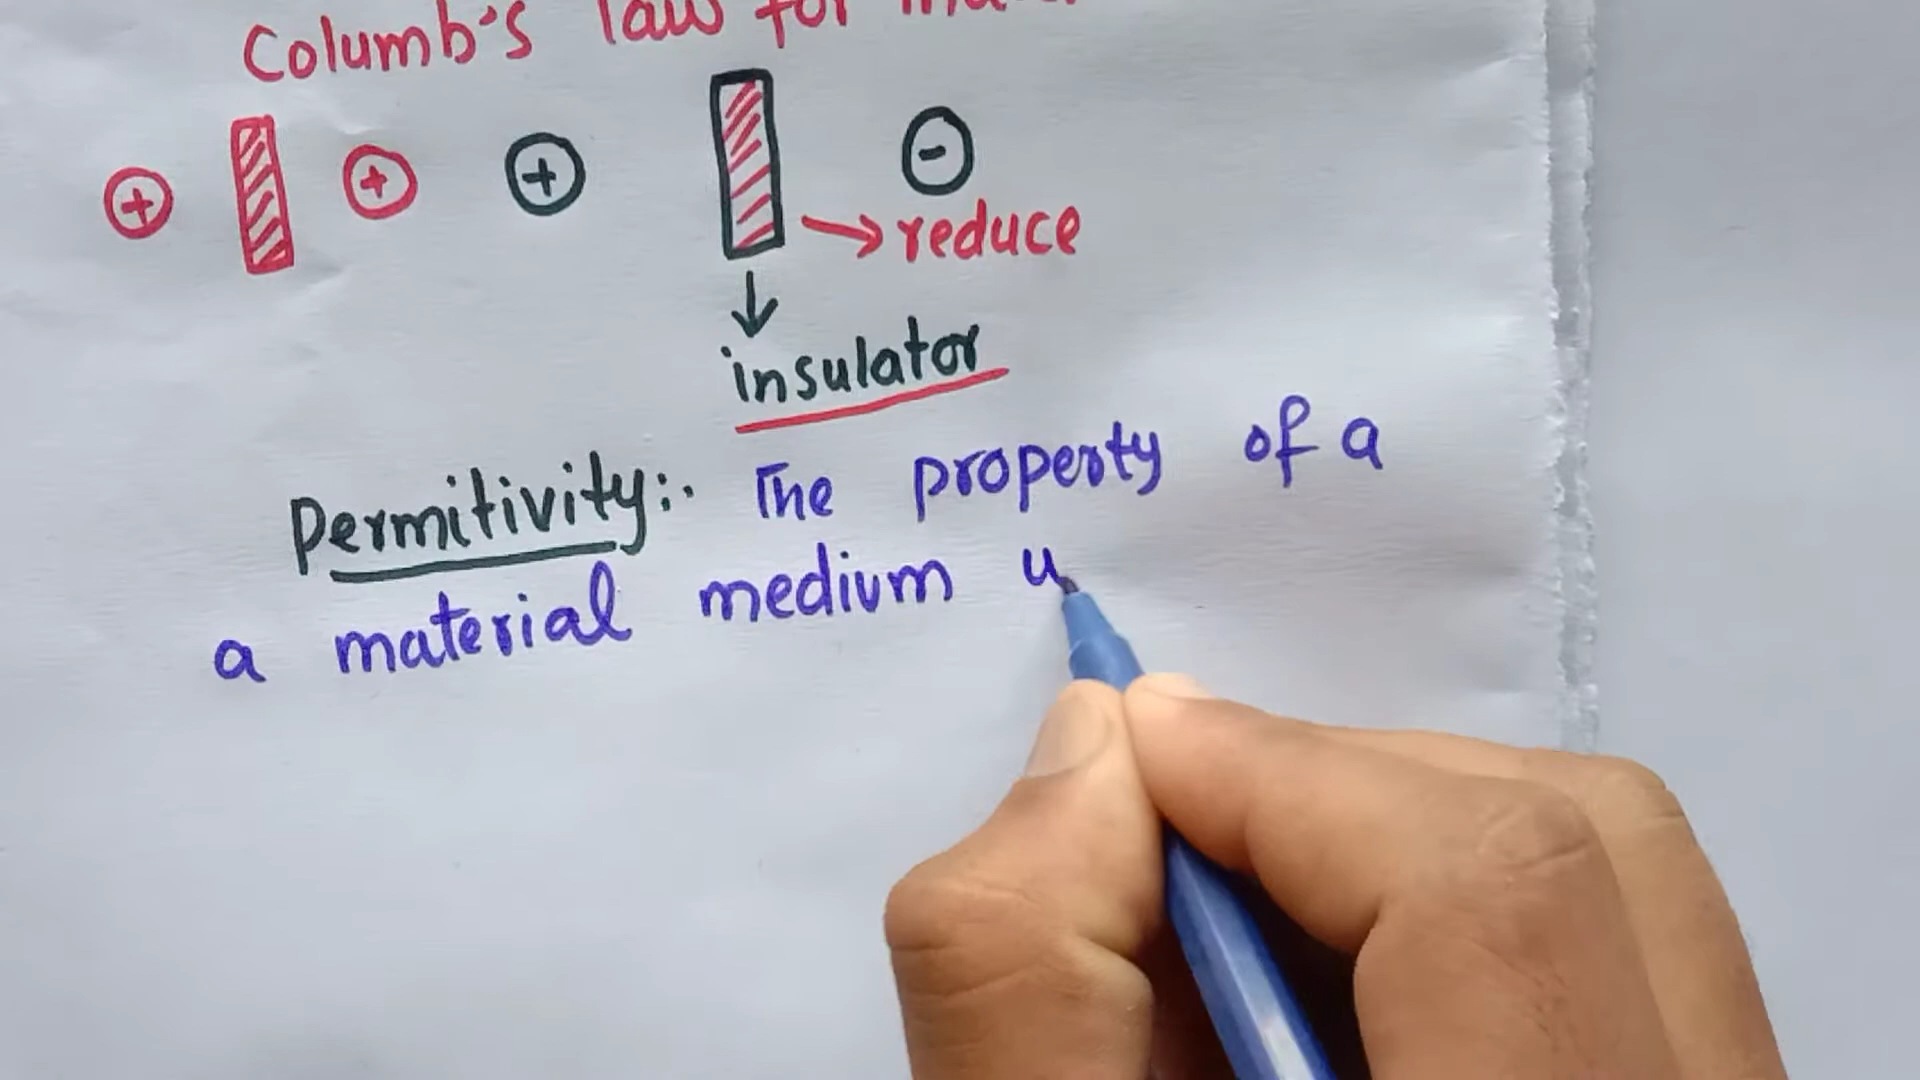 Columb's law for
+ + + -
→ reduce
insulator
Permitivity:. The property of a
a material medium u